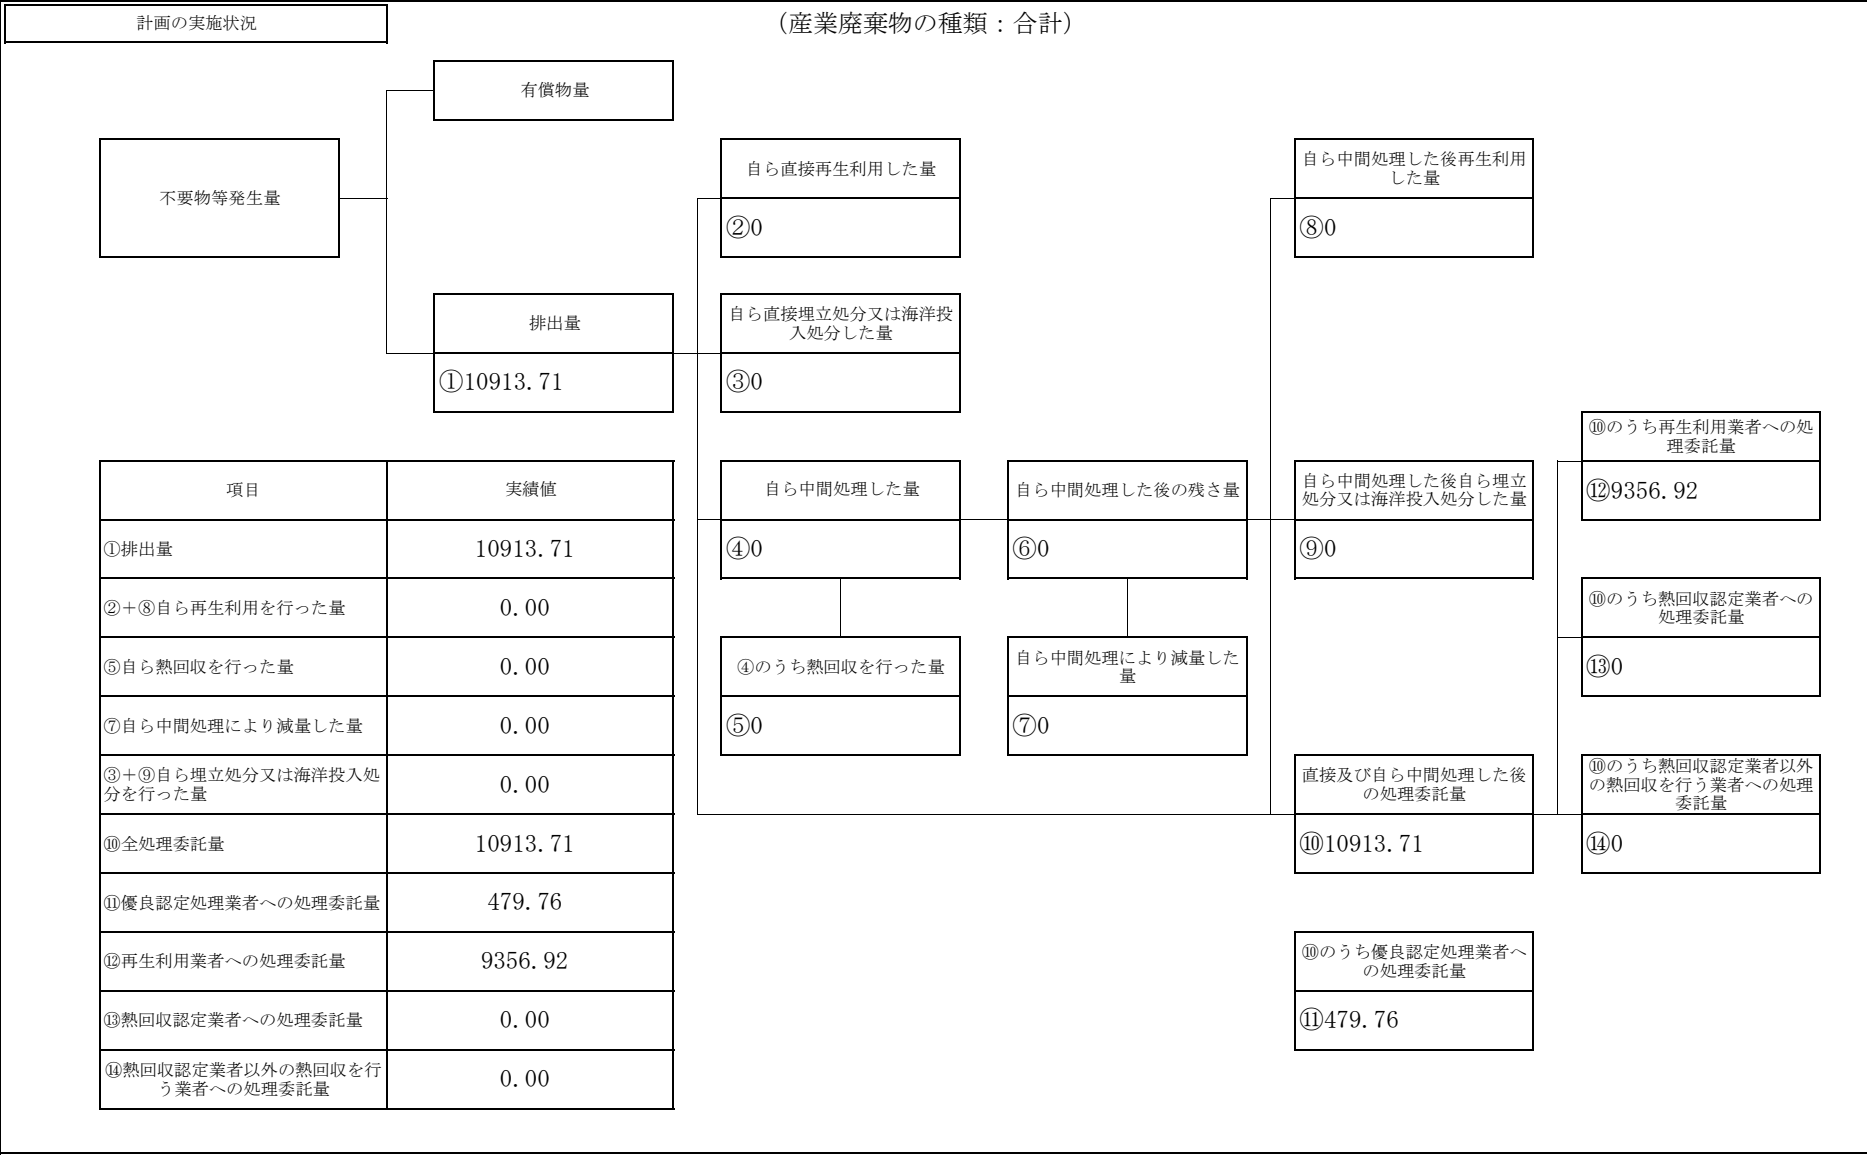 計画の実施状況
（産業廃棄物の種類：合計）
有償物量
不要物等発生量
自ら直接再生利用した量
②0
自ら中間処理した後再生利用
した量
⑧0
排出量
①10913.71
自ら直接埋立処分又は海洋投
入処分した量
③0
⑩のうち再生利用業者への処
理委託量
⑫9356.92
自ら中間処理した量
④0
自ら中間処理した後の残さ量
⑥0
自ら中間処理した後自ら埋立
処分又は海洋投入処分した量
⑨0
⑩のうち熱回収認定業者への
処理委託量
⑬0
④のうち熱回収を行った量
⑤0
自ら中間処理により減量した
量
⑦0
直接及び自ら中間処理した後
の処理委託量
⑩10913.71
⑩のうち熱回収認定業者以外
の熱回収を行う業者への処理
委託量
⑭0
⑩のうち優良認定処理業者へ
の処理委託量
⑪479.76
項目 実績値
①排出量 10913.71
②＋⑧自ら再生利用を行った量 0.00
⑤自ら熱回収を行った量 0.00
⑦自ら中間処理により減量した量 0.00
③＋⑨自ら埋立処分又は海洋投入処
分を行った量 0.00
⑩全処理委託量 10913.71
⑪優良認定処理業者への処理委託量 479.76
⑫再生利用業者への処理委託量 9356.92
⑬熱回収認定業者への処理委託量 0.00
⑭熱回収認定業者以外の熱回収を行
う業者への処理委託量 0.00